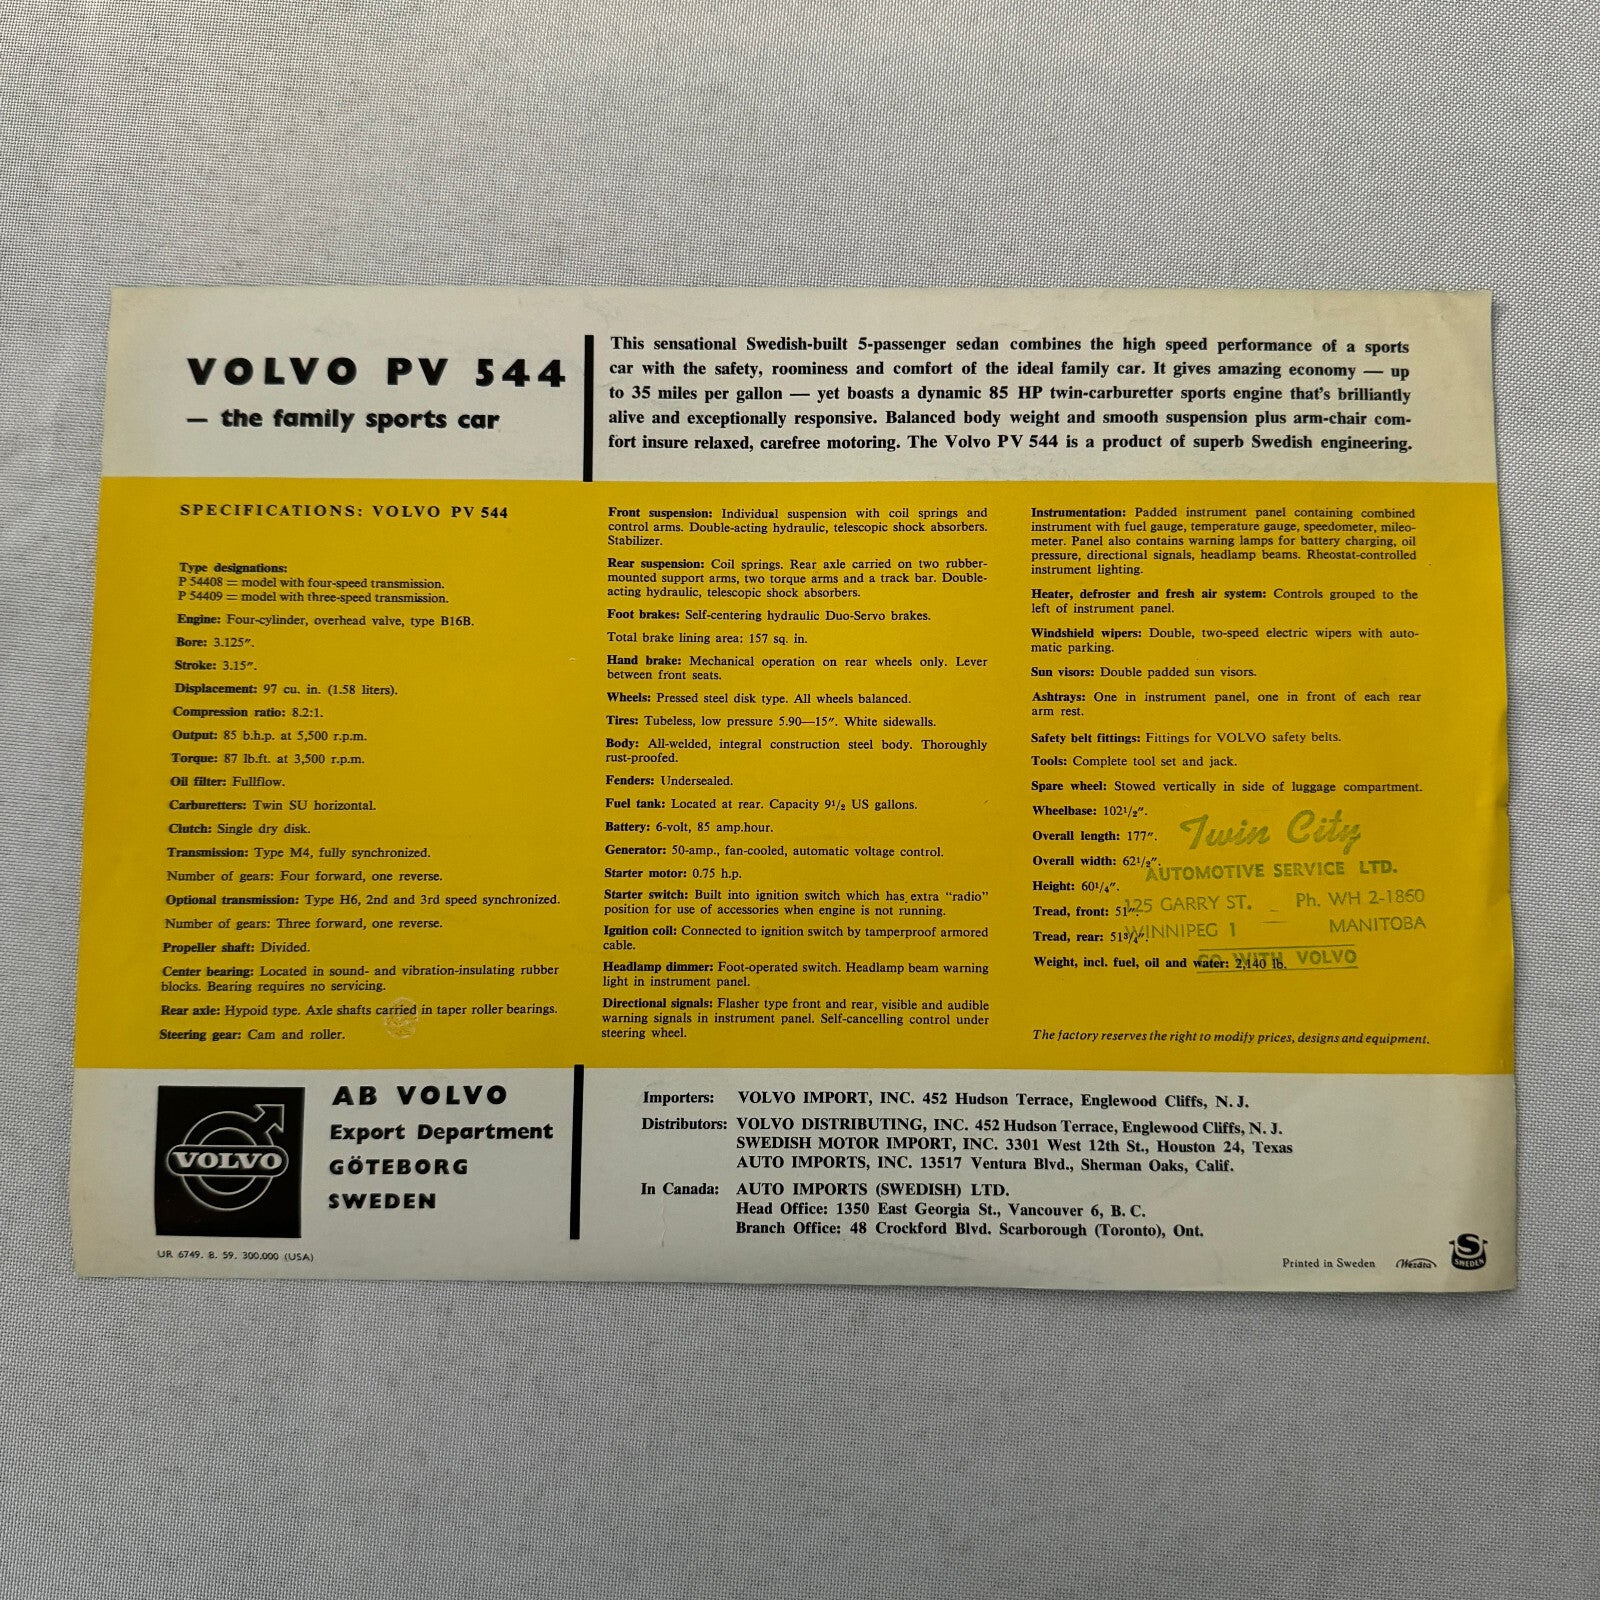 VOLVO PV 544
— the family sports car
This sensational Swedish-built 5-passenger sedan combines the high speed performance of a sports
car with the safety, roominess and comfort of the ideal family car. It gives amazing economy — up
to 35 miles per gallon — yet boasts a dynamic 85 HP twin-carburetter sports engine that's brilliantly
alive and exceptionally responsive. Balanced body weight and smooth suspension plus arm-chair com-
fort insure relaxed, carefree motoring. The Volvo PV 544 is a product of superb Swedish engineering.
SPECIFICATIONS: VOLVO PV 544
Type designations:
P 54408 = model with four-speed transmission.
P 54409 = model with three-speed transmission.
Engine: Four-cylinder, overhead valve, type B16B.
Bore: 3.125″.
Stroke: 3.15″.
Displacement: 97 cu. in. (1.58 liters).
Compression ratio: 8.2:1.
Output: 85 b.h.p. at 5,500 r.p.m.
Torque: 87 lb.ft. at 3,500 r.p.m.
Oil filter: Fullflow.
Carburetters: Twin SU horizontal.
Clutch: Single dry disk.
Transmission: Type M4, fully synchronized.
Number of gears: Four forward, one reverse.
Optional transmission: Type H6, 2nd and 3rd speed synchronized.
Number of gears: Three forward, one reverse.
Propeller shaft: Divided.
Center bearing: Located in sound- and vibration-insulating rubber
blocks. Bearing requires no servicing.
Rear axle: Hypoid type. Axle shafts carried in taper roller bearings.
Steering gear: Cam and roller.
Front suspension: Individual suspension with coil springs and
control arms. Double-acting hydraulic, telescopic shock absorbers.
Stabilizer.
Rear suspension: Coil springs. Rear axle carried on two rubber-
mounted support arms, two torque arms and a track bar. Double-
acting hydraulic, telescopic shock absorbers.
Foot brakes: Self-centering hydraulic Duo-Servo brakes.
Total brake lining area: 157 sq. in.
Hand brake: Mechanical operation on rear wheels only. Lever
between front seats.
Wheels: Pressed steel disk type. All wheels balanced.
Tires: Tubeless, low pressure 5.90—15″. White sidewalls.
Body: All-welded, integral construction steel body. Thoroughly
rust-proofed.
Fenders: Undersealed.
Fuel tank: Located at rear. Capacity 9¹/₂ US gallons.
Battery: 6-volt, 85 amp.hour.
Generator: 50-amp., fan-cooled, automatic voltage control.
Starter motor: 0.75 h.p.
Starter switch: Built into ignition switch which has extra “radio”
position for use of accessories when engine is not running.
Ignition coil: Connected to ignition switch by tamperproof armored
cable.
Headlamp dimmer: Foot-operated switch. Headlamp beam warning
light in instrument panel.
Directional signals: Flasher type front and rear, visible and audible
warning signals in instrument panel. Self-cancelling control under
steering wheel.
Instrumentation: Padded instrument panel containing combined
instrument with fuel gauge, temperature gauge, speedometer, mileo-
meter. Panel also contains warning lamps for battery charging, oil
pressure, directional signals, headlamp beams. Rheostat-controlled
instrument lighting.
Heater, defroster and fresh air system: Controls grouped to the
left of instrument panel.
Windshield wipers: Double, two-speed electric wipers with auto-
matic parking.
Sun visors: Double padded sun visors.
Ashtrays: One in instrument panel, one in front of each rear
arm rest.
Safety belt fittings: Fittings for VOLVO safety belts.
Tools: Complete tool set and jack.
Spare wheel: Stowed vertically in side of luggage compartment.
Wheelbase: 102¹/₂″.
Overall length: 177″.
Overall width: 62¹/₂″.
Height: 60¹/₄″.
Tread, front: 51″.
Tread, rear: 51³/₄″.
Weight, incl. fuel, oil and water: 2,140 lb.
Twin City
AUTOMOTIVE SERVICE LTD.
125 GARRY ST. — Ph. WH 2-1860
WINNIPEG 1 — MANITOBA
GO WITH VOLVO
The factory reserves the right to modify prices, designs and equipment.
VOLVO
AB VOLVO
Export Department
GÖTEBORG
SWEDEN
UR 6749. 8. 59. 300.000 (USA)
Importers: VOLVO IMPORT, INC. 452 Hudson Terrace, Englewood Cliffs, N. J.
Distributors: VOLVO DISTRIBUTING, INC. 452 Hudson Terrace, Englewood Cliffs, N. J.
SWEDISH MOTOR IMPORT, INC. 3301 West 12th St., Houston 24, Texas
AUTO IMPORTS, INC. 13517 Ventura Blvd., Sherman Oaks, Calif.
In Canada: AUTO IMPORTS (SWEDISH) LTD.
Head Office: 1350 East Georgia St., Vancouver 6, B. C.
Branch Office: 48 Crockford Blvd. Scarborough (Toronto), Ont.
Printed in Sweden Wezäta S SWEDEN